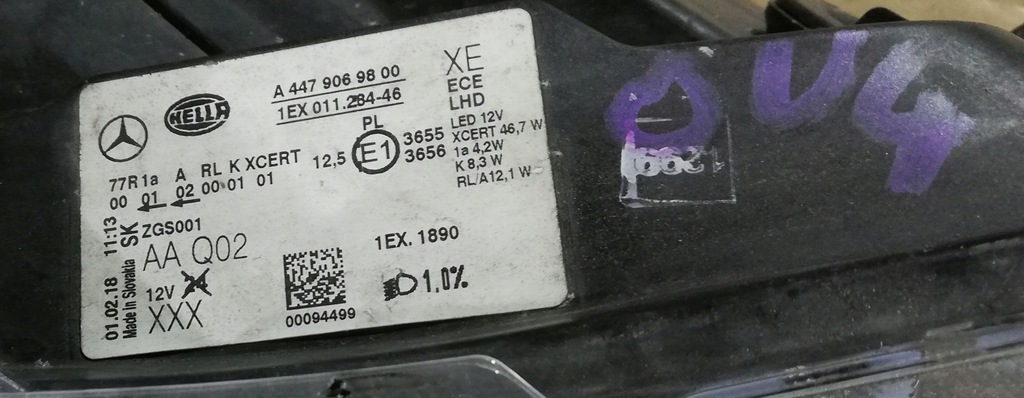 HELLA
A 447 906 98 00
1EX 011.284-46
XE
ECE
LHD
LED 12V
XCERT 46,7 W
1a 4,2W
K 8,3 W
RL/A12,1 W
PL
12,5 E1 3655
3656
77R1a A RL K XCERT
00 01 02 00 01 01
01.02.18 11:13
Made in Slovakia SK
ZGS001
AA Q02
12V
XXX
00094499
1EX. 1890
1.0%
004